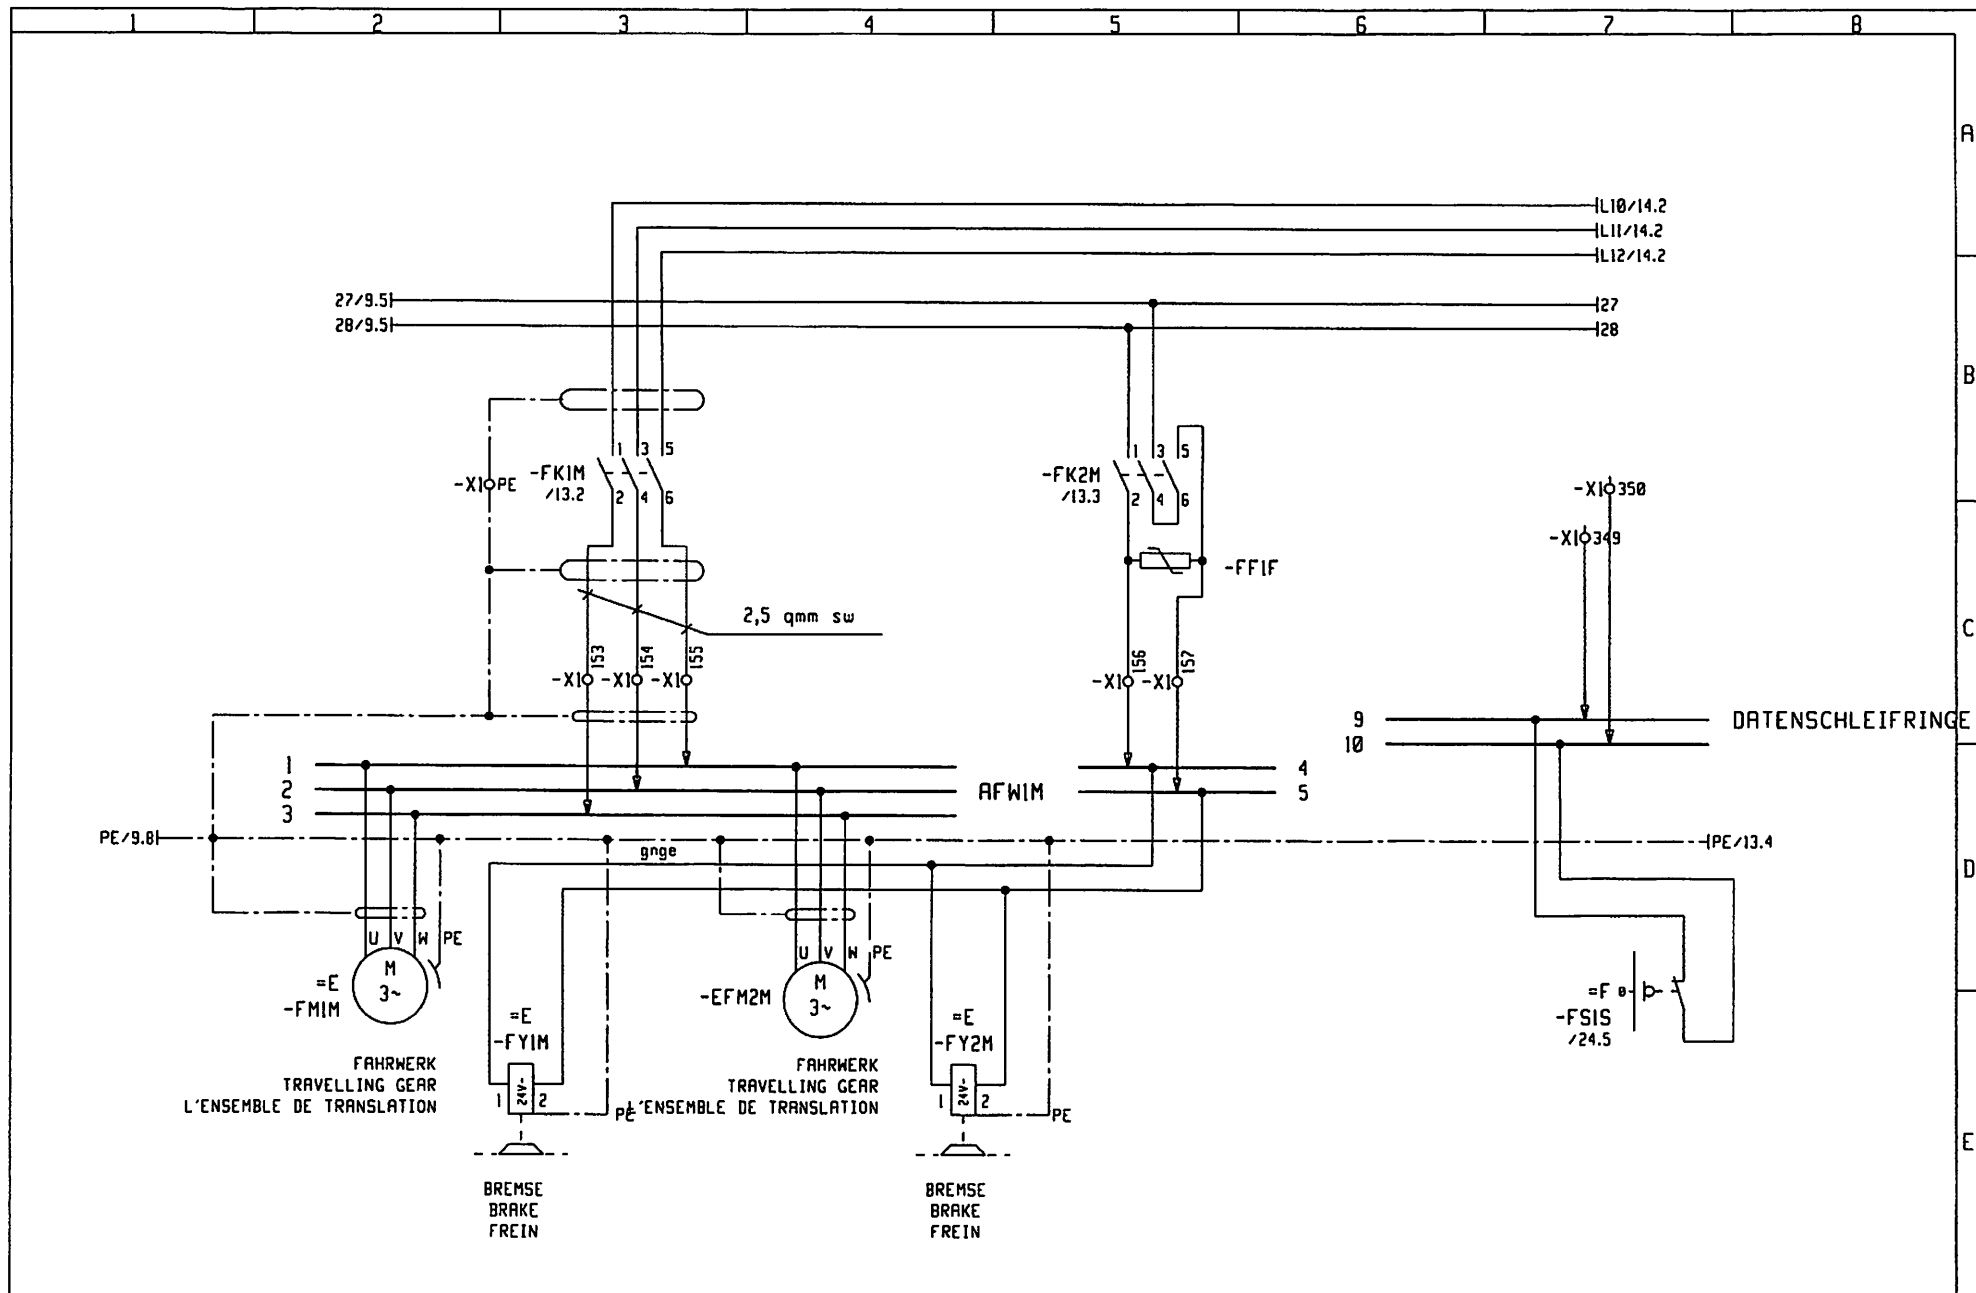 1 2 3 4 5 6 7 8
A
L10/14.2
L11/14.2
L12/14.2
27/9.5 27
28/9.5 28
B
1 3 5
-FK1M
/13.2
2 4 6
-X1 PE
1 3 5
-FK2M
/13.3
2 4 6
-X1 350
-X1 349
-FF1F
2,5 qmm sw
C
153 154 155
-X1 -X1 -X1
156 157
-X1 -X1
9
10
DATENSCHLEIFRINGE
1
2
3
AFW1M
4
5
PE/9.8
PE/13.4
gnge
D
U V W PE
M
3~
=E
-FM1M
U V W PE
M
3~
-EFM2M
=F 0
-FS1S
/24.5
=E
-FY1M
=E
-FY2M
FAHRWERK
TRAVELLING GEAR
L'ENSEMBLE DE TRANSLATION
1 24V- 2
PE
FAHRWERK
TRAVELLING GEAR
L'ENSEMBLE DE TRANSLATION
1 24V- 2
PE
E
BREMSE
BRAKE
FREIN
BREMSE
BRAKE
FREIN